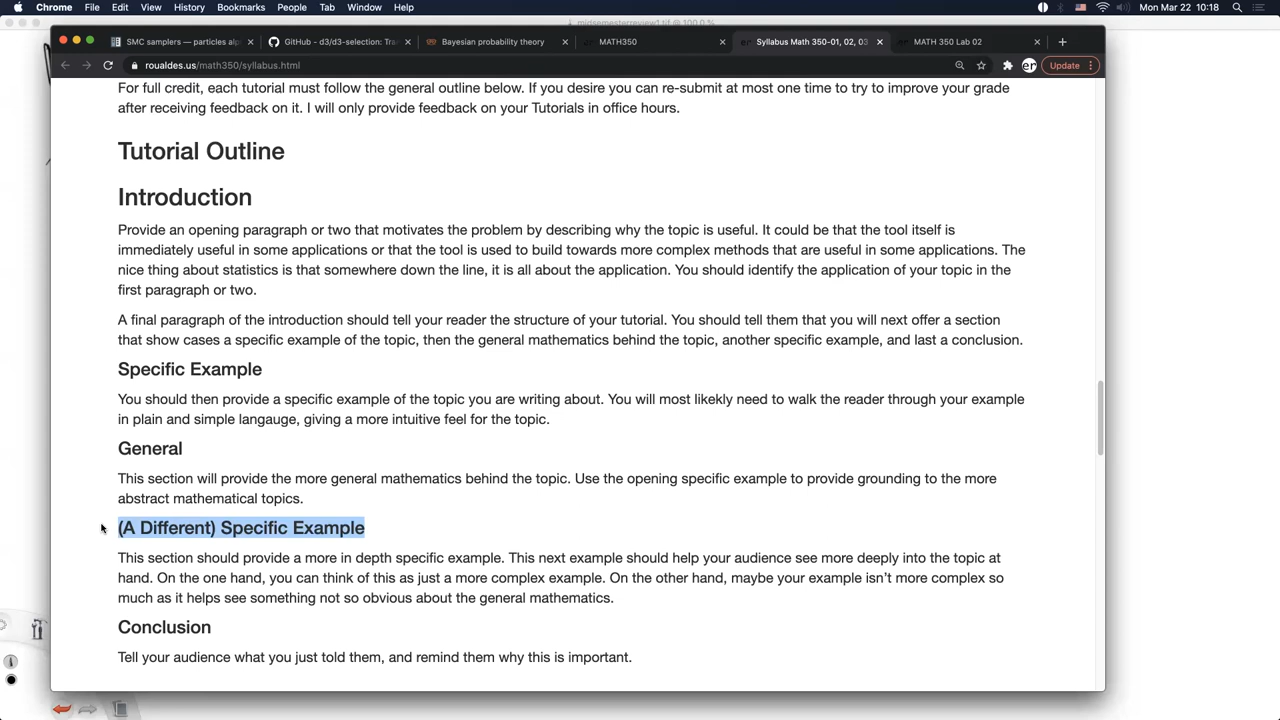 Chrome File Edit View History Bookmarks People Tab Window Help Mon Mar 22 10:18
midsemesterreview*.tif @ 100.0 %
SMC samplers — particles alp GitHub - d3/d3-selection: Tra Bayesian probability theory MATH350 Syllabus Math 350-01, 02, 03 MATH 350 Lab 02
roualdes.us/math350/syllabus.html er Update
For full credit, each tutorial must follow the general outline below. If you desire you can re-submit at most one time to try to improve your grade
after receiving feedback on it. I will only provide feedback on your Tutorials in office hours.
Tutorial Outline
Introduction
Provide an opening paragraph or two that motivates the problem by describing why the topic is useful. It could be that the tool itself is
immediately useful in some applications or that the tool is used to build towards more complex methods that are useful in some applications. The
nice thing about statistics is that somewhere down the line, it is all about the application. You should identify the application of your topic in the
first paragraph or two.
A final paragraph of the introduction should tell your reader the structure of your tutorial. You should tell them that you will next offer a section
that show cases a specific example of the topic, then the general mathematics behind the topic, another specific example, and last a conclusion.
Specific Example
You should then provide a specific example of the topic you are writing about. You will most likekly need to walk the reader through your example
in plain and simple langauge, giving a more intuitive feel for the topic.
General
This section will provide the more general mathematics behind the topic. Use the opening specific example to provide grounding to the more
abstract mathematical topics.
(A Different) Specific Example
This section should provide a more in depth specific example. This next example should help your audience see more deeply into the topic at
hand. On the one hand, you can think of this as just a more complex example. On the other hand, maybe your example isn't more complex so
much as it helps see something not so obvious about the general mathematics.
Conclusion
Tell your audience what you just told them, and remind them why this is important.